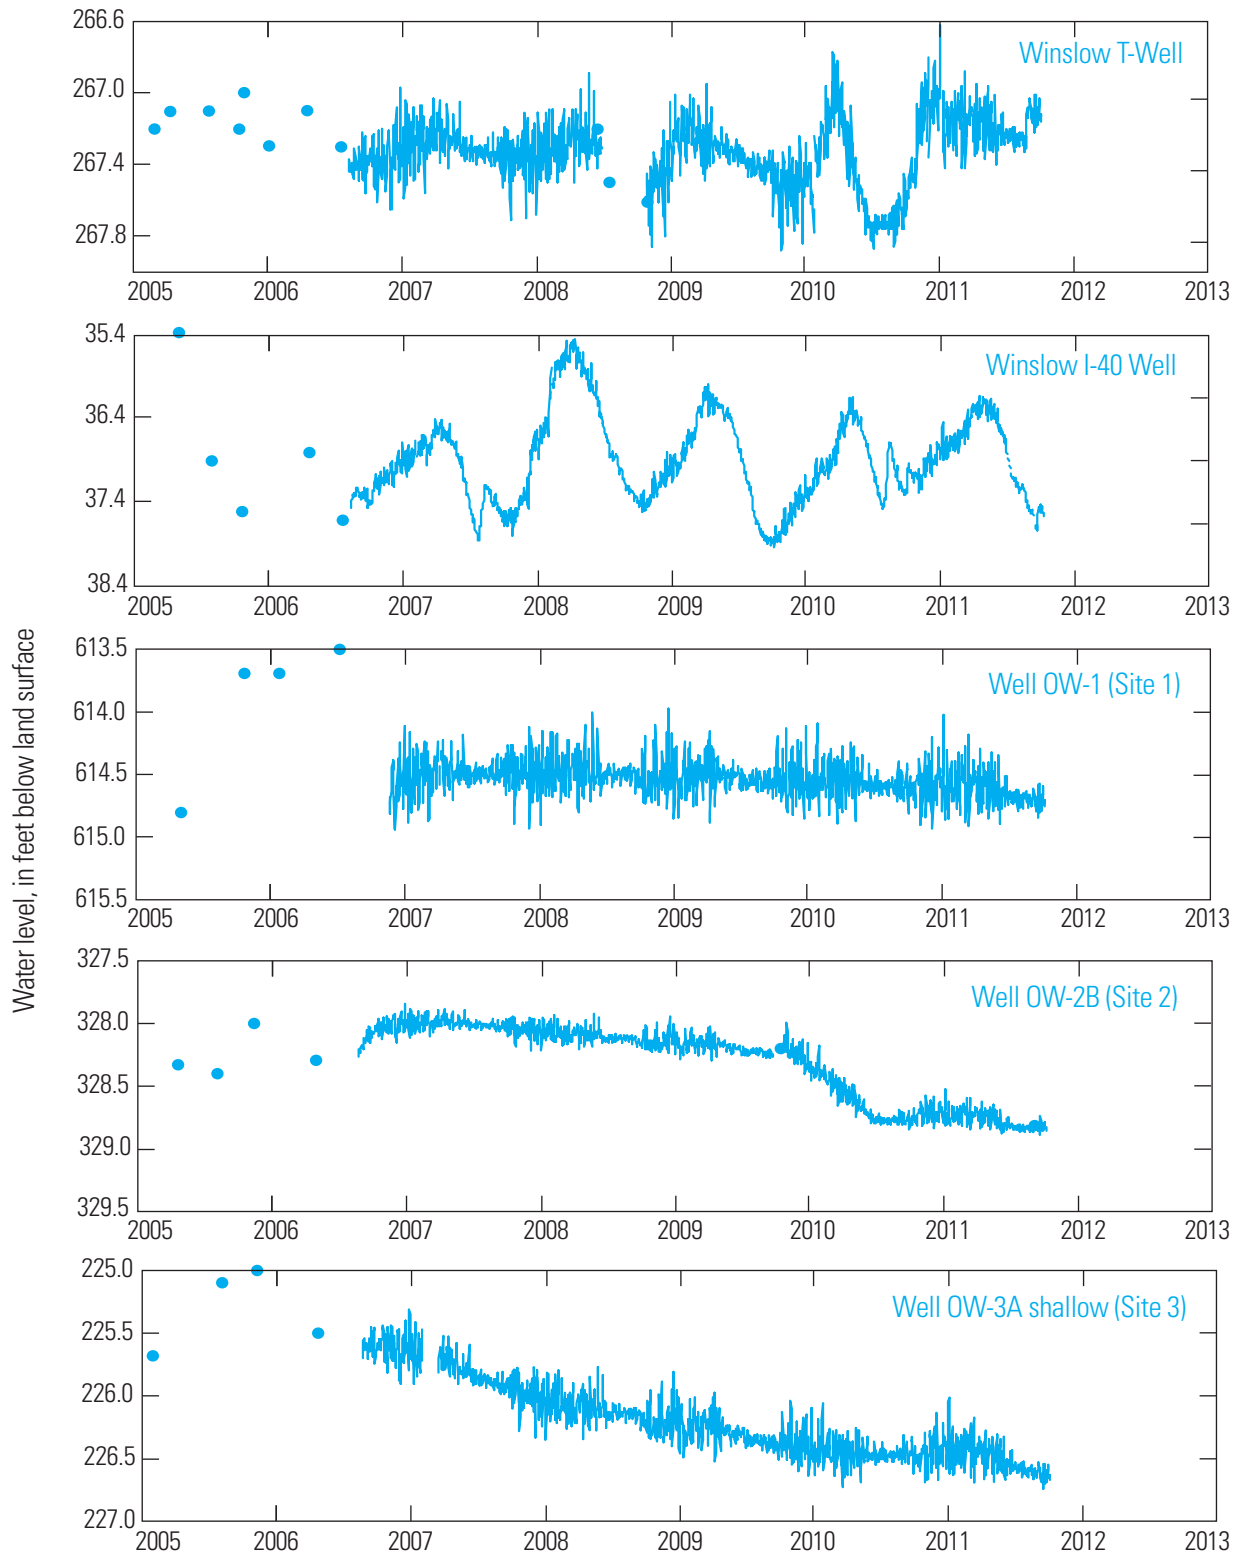 266.6
Winslow T-Well
267.0
267.4
267.8
2005 2006 2007 2008 2009 2010 2011 2012 2013
35.4
Winslow I-40 Well
36.4
37.4
38.4
2005 2006 2007 2008 2009 2010 2011 2012 2013
Water level, in feet below land surface
613.5
Well OW-1 (Site 1)
614.0
614.5
615.0
615.5
2005 2006 2007 2008 2009 2010 2011 2012 2013
327.5
Well OW-2B (Site 2)
328.0
328.5
329.0
329.5
2005 2006 2007 2008 2009 2010 2011 2012 2013
225.0
Well OW-3A shallow (Site 3)
225.5
226.0
226.5
227.0
2005 2006 2007 2008 2009 2010 2011 2012 2013